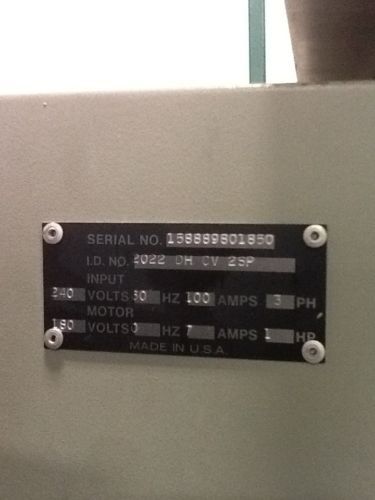 SERIAL NO. 158889801850
I.D. NO. 2022 DH CV 2SP
INPUT
240 VOLTS 60 HZ 100 AMPS 3 PH
MOTOR
180 VOLTS 0 HZ 7 AMPS 1 HP
MADE IN U.S.A.